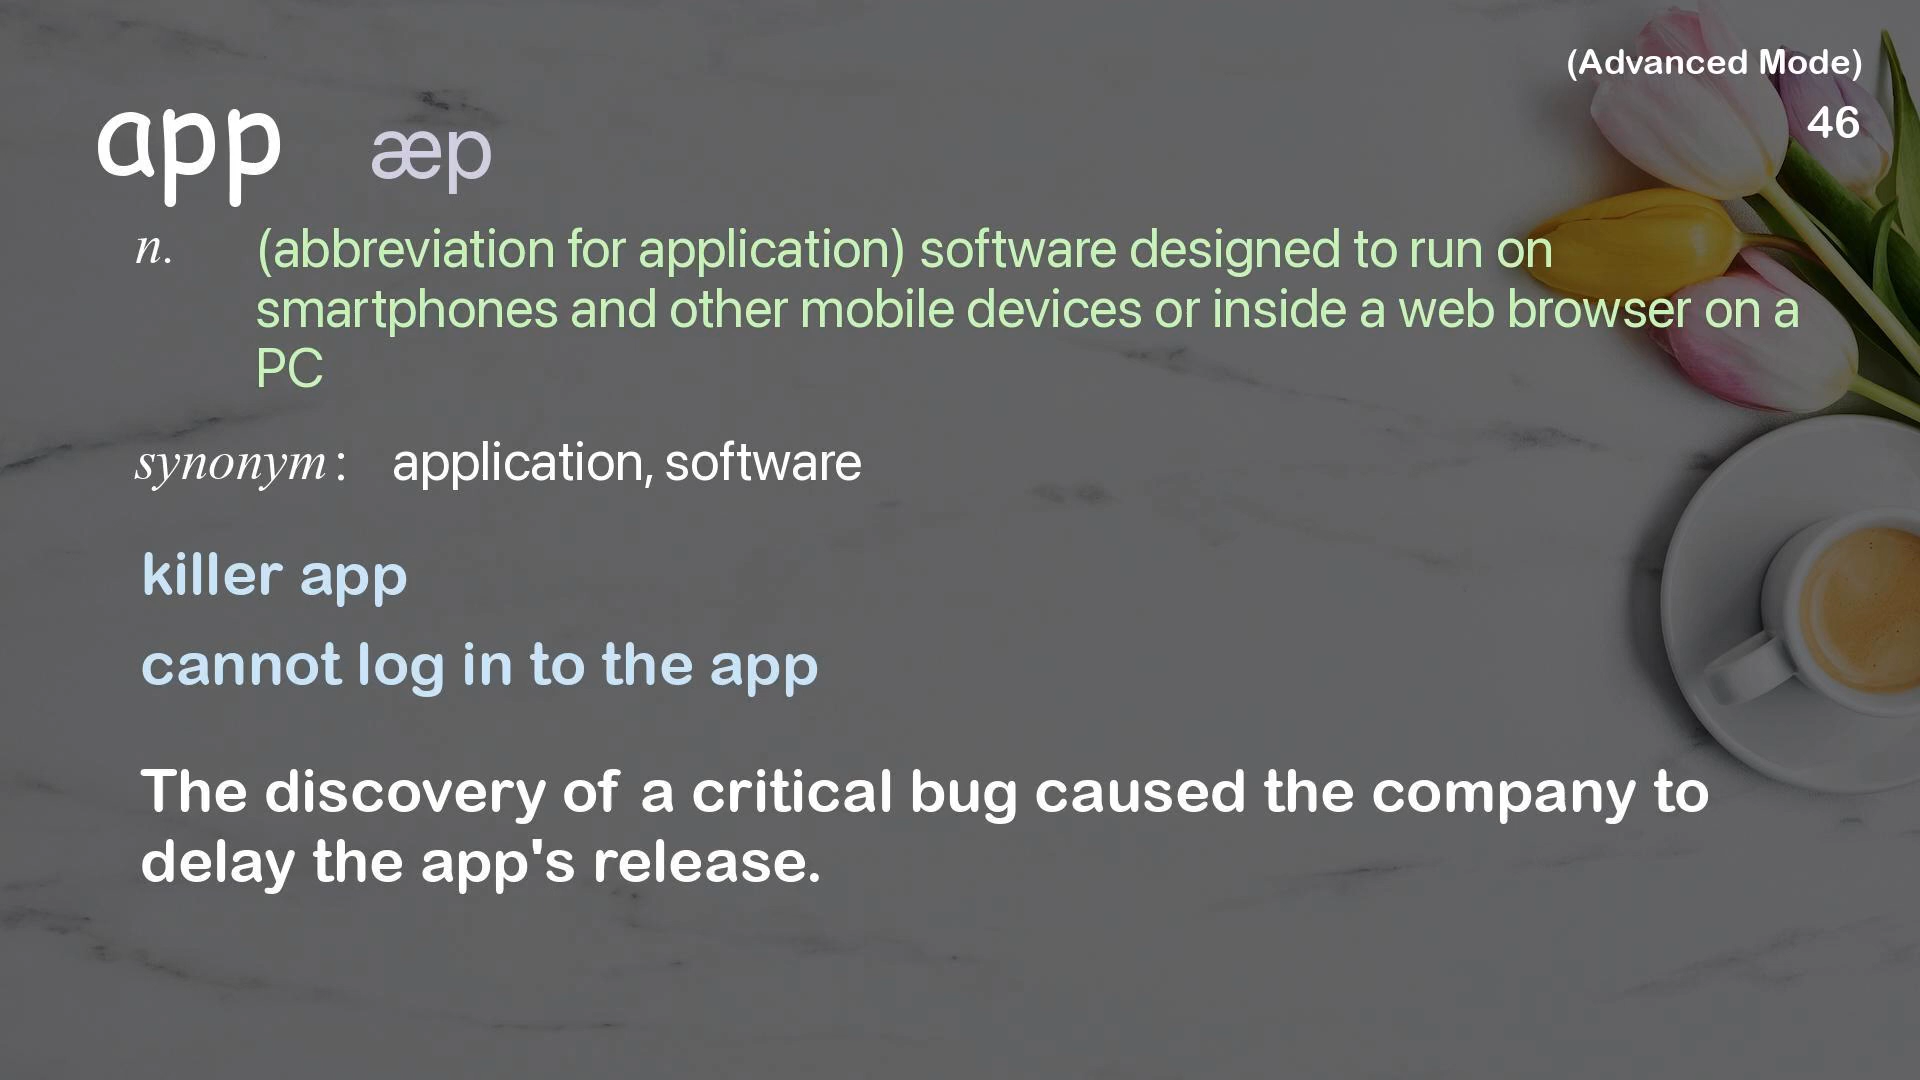 (Advanced Mode)
46
app æp
n. (abbreviation for application) software designed to run on
smartphones and other mobile devices or inside a web browser on a
PC
synonym: application, software
killer app
cannot log in to the app
The discovery of a critical bug caused the company to
delay the app's release.